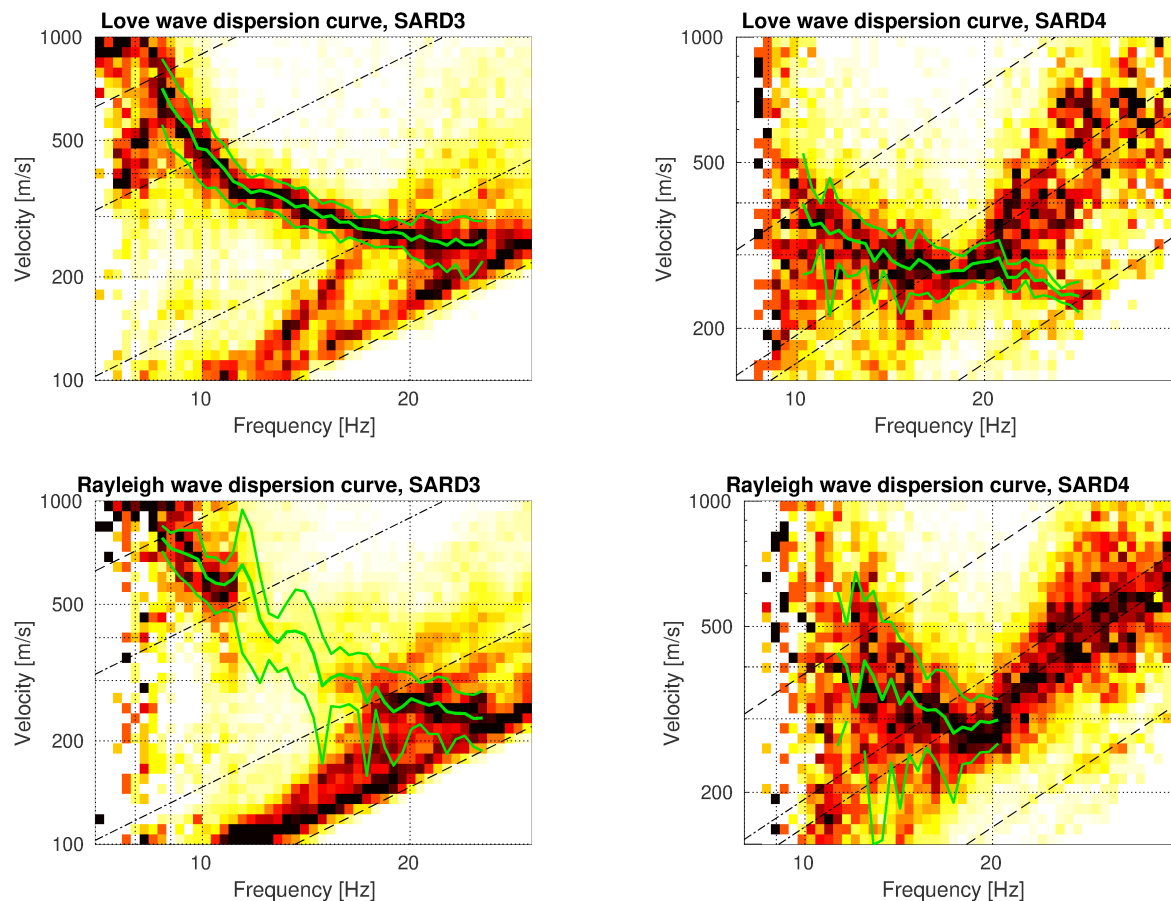 Love wave dispersion curve, SARD3
1000
500
200
100
Velocity [m/s]
10
20
Frequency [Hz]
Love wave dispersion curve, SARD4
1000
500
200
Velocity [m/s]
10
20
Frequency [Hz]
Rayleigh wave dispersion curve, SARD3
1000
500
200
100
Velocity [m/s]
10
20
Frequency [Hz]
Rayleigh wave dispersion curve, SARD4
1000
500
200
Velocity [m/s]
10
20
Frequency [Hz]